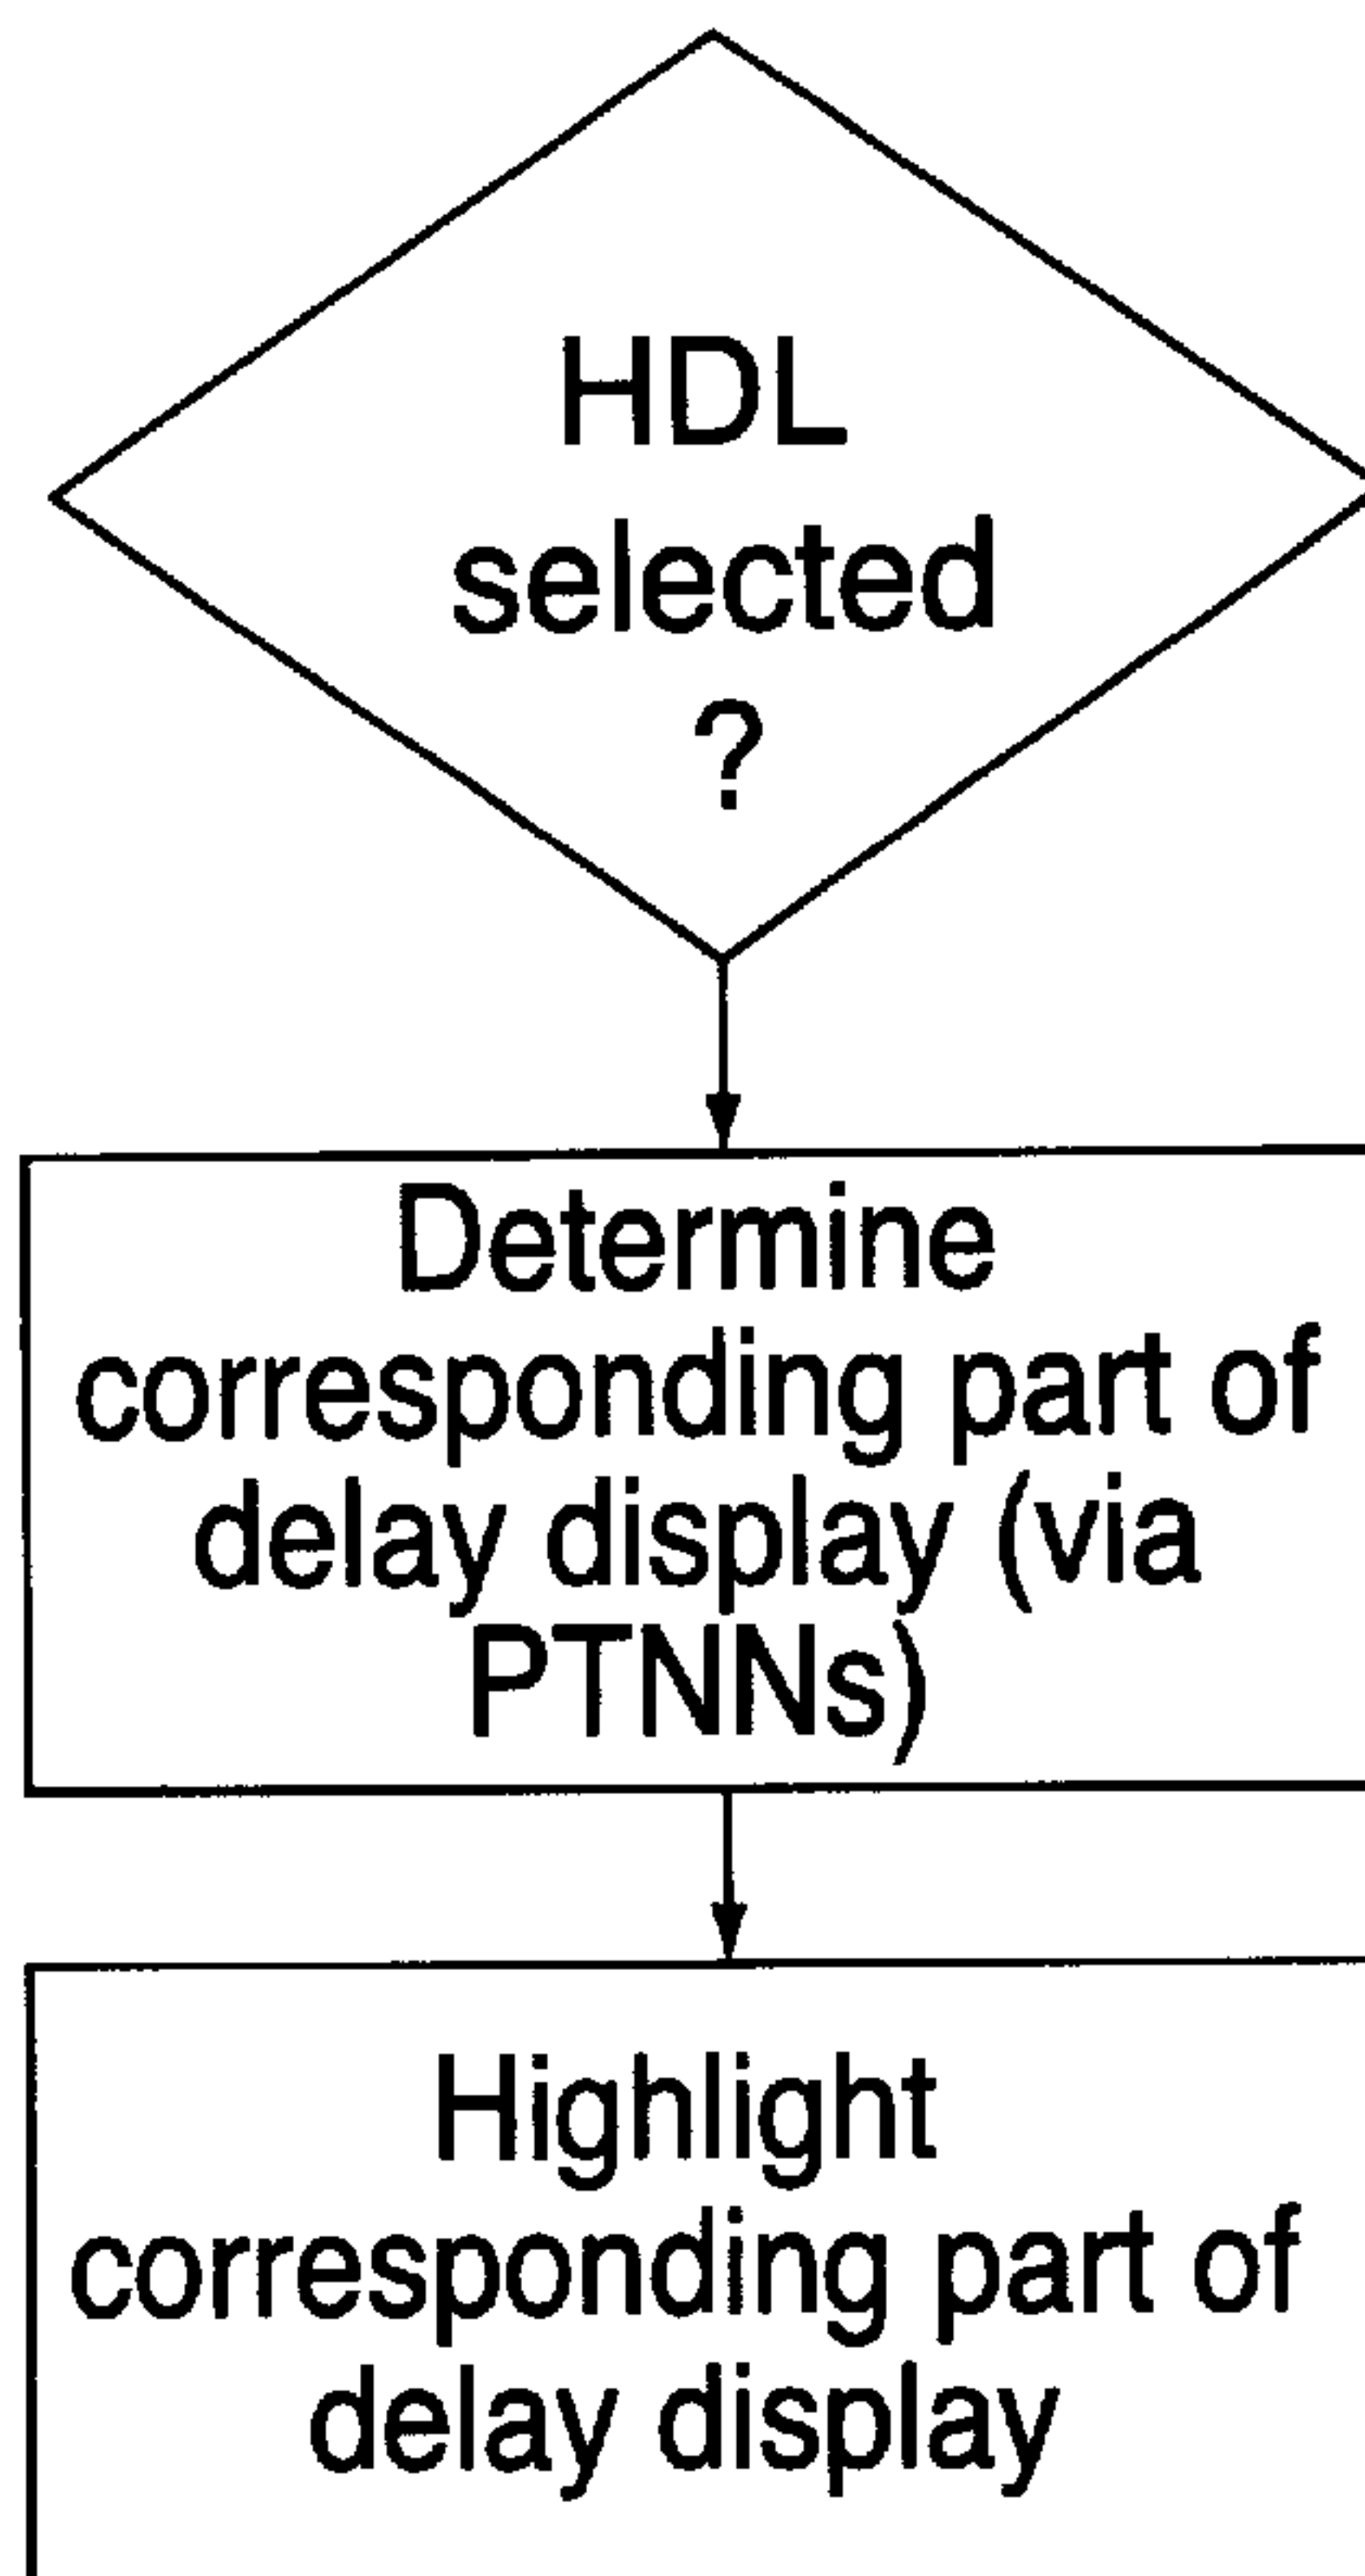 HDL
selected
?
Determine
corresponding part of
delay display (via
PTNNs)
Highlight
corresponding part of
delay display